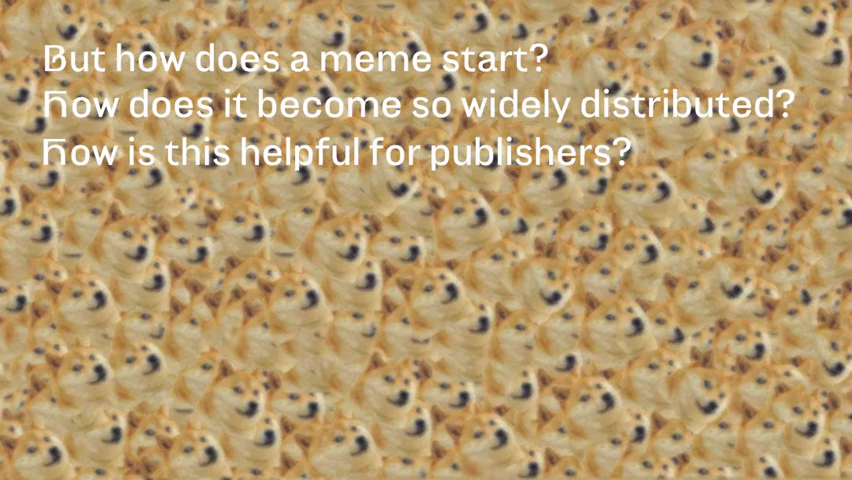 But how does a meme start?
How does it become so widely distributed?
How is this helpful for publishers?